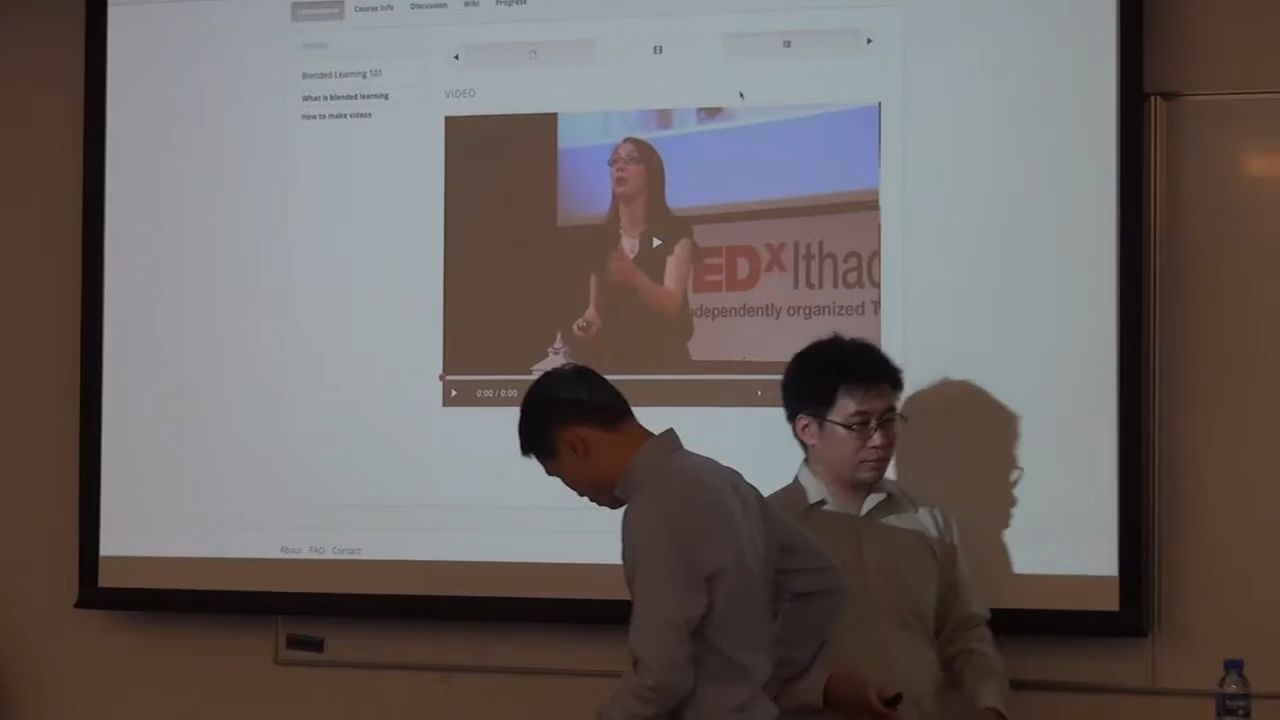 Course Info Discussion Wiki Progress
Blended Learning 101
What is blended learning
How to make videos
VIDEO
EDx Ithac
ndependently organized T
0:00 / 0:00
About FAQ Contact